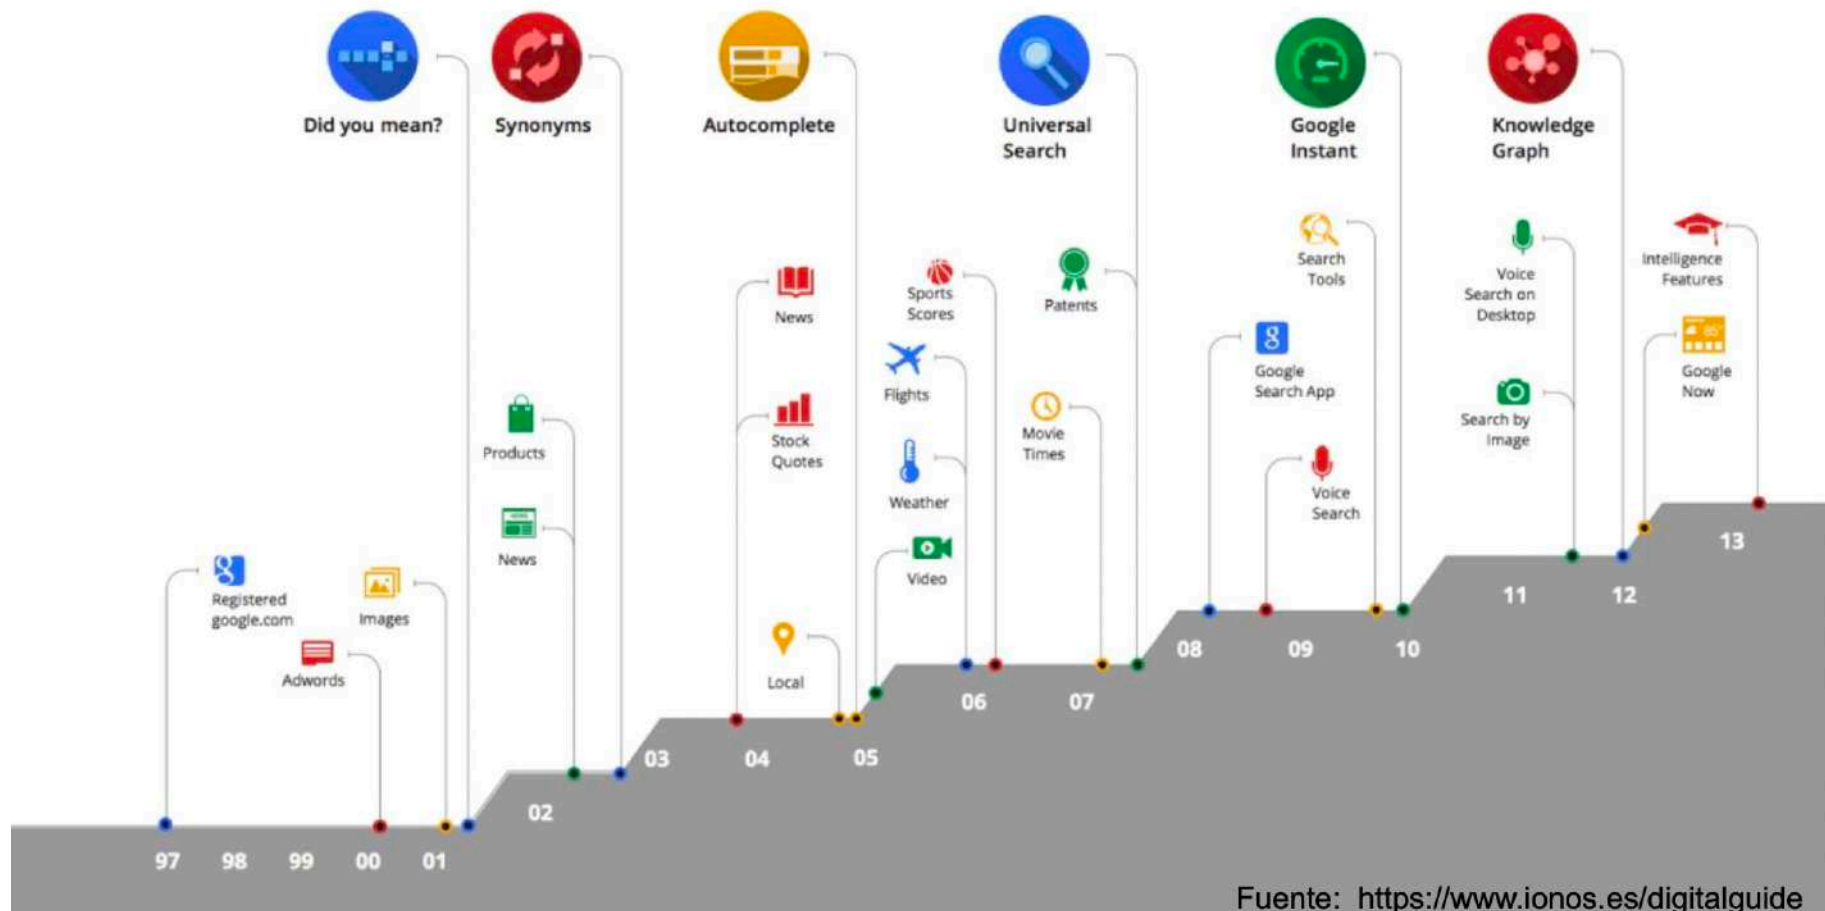 Did you mean?
Synonyms
Autocomplete
Universal
Search
Google
Instant
Knowledge
Graph
Registered
google.com
Adwords
Images
Products
News
News
Stock
Quotes
Local
Sports
Scores
Flights
Weather
Video
Patents
Movie
Times
Search
Tools
Google
Search App
Voice
Search
Voice
Search on
Desktop
Search by
Image
Intelligence
Features
Google
Now
97
98
99
00
01
02
03
04
05
06
07
08
09
10
11
12
13
Fuente: https://www.ionos.es/digitalguide